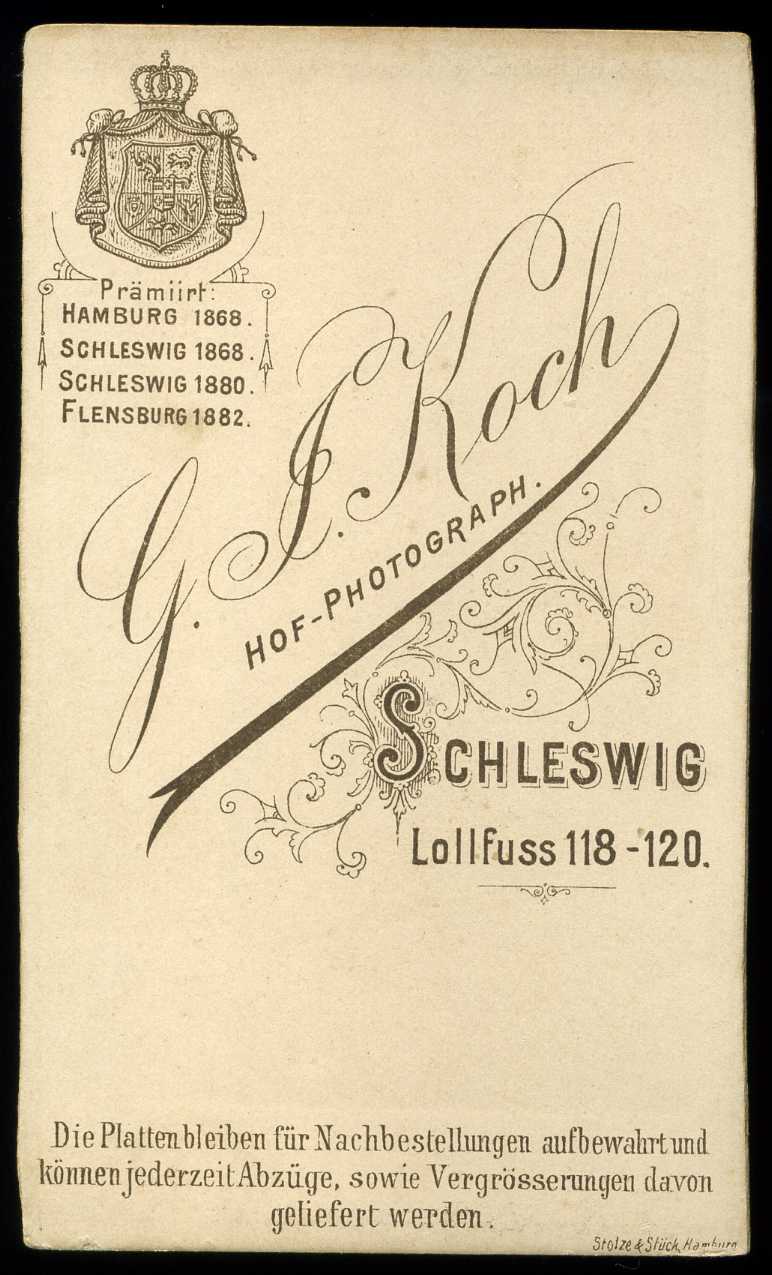 Prämiirt:
HAMBURG 1868.
SCHLESWIG 1868.
SCHLESWIG 1880.
FLENSBURG 1882.
G. J. Koch
HOF-PHOTOGRAPH.
SCHLESWIG
Lollfuss 118-120.
Die Platten bleiben für Nachbestellungen aufbewahrt und
können jederzeit Abzüge, sowie Vergrösserungen davon
geliefert werden.
Stolze & Stück, Hamburg